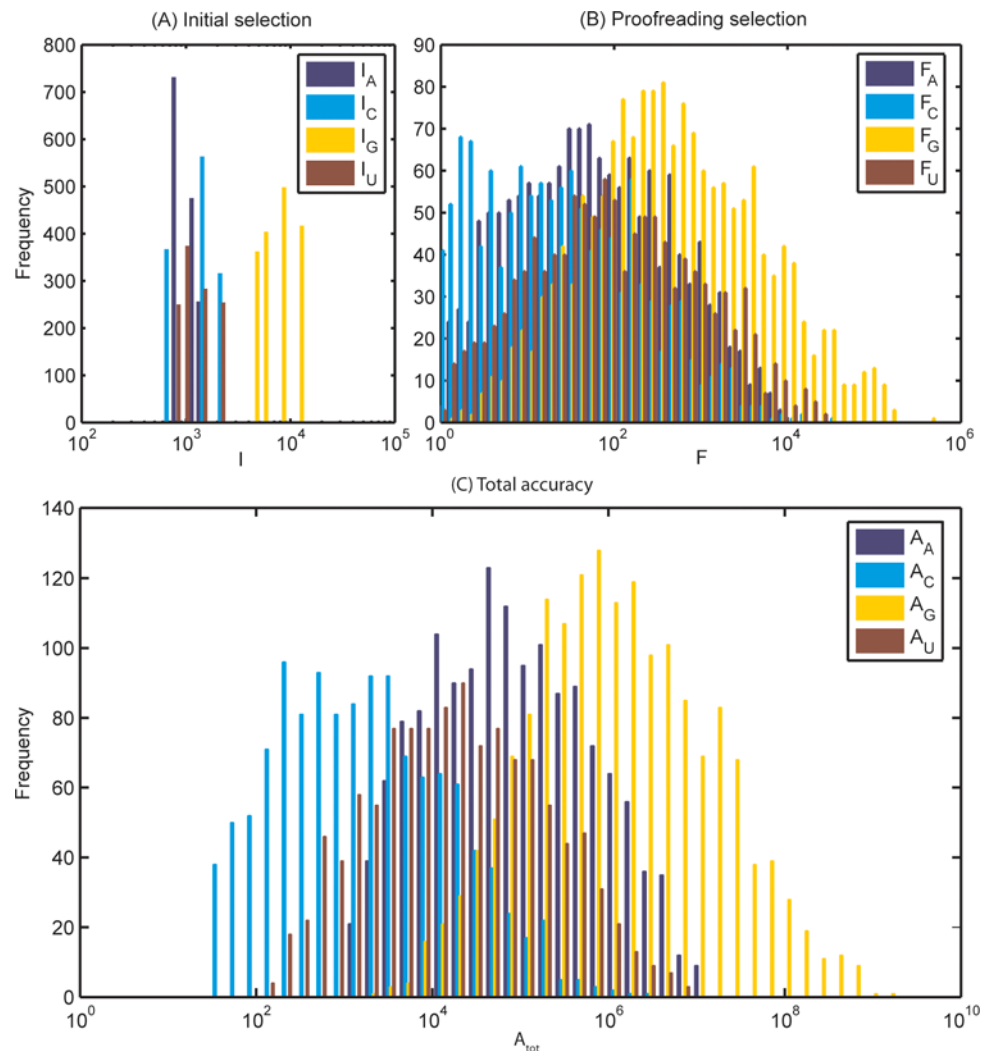 (A) Initial selection
800
700
600
500
400
300
200
100
0
Frequency
10^2
10^3
10^4
10^5
I
I_A
I_C
I_G
I_U
(B) Proofreading selection
90
80
70
60
50
40
30
20
10
0
10^0
10^2
10^4
10^6
F
F_A
F_C
F_G
F_U
(C) Total accuracy
140
120
100
80
60
40
20
0
Frequency
10^0
10^2
10^4
10^6
10^8
10^10
A_tot
A_A
A_C
A_G
A_U